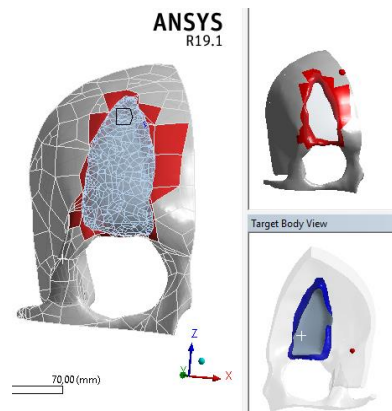 ANSYS
R19.1
Target Body View
Z
Y
X
70,00 (mm)